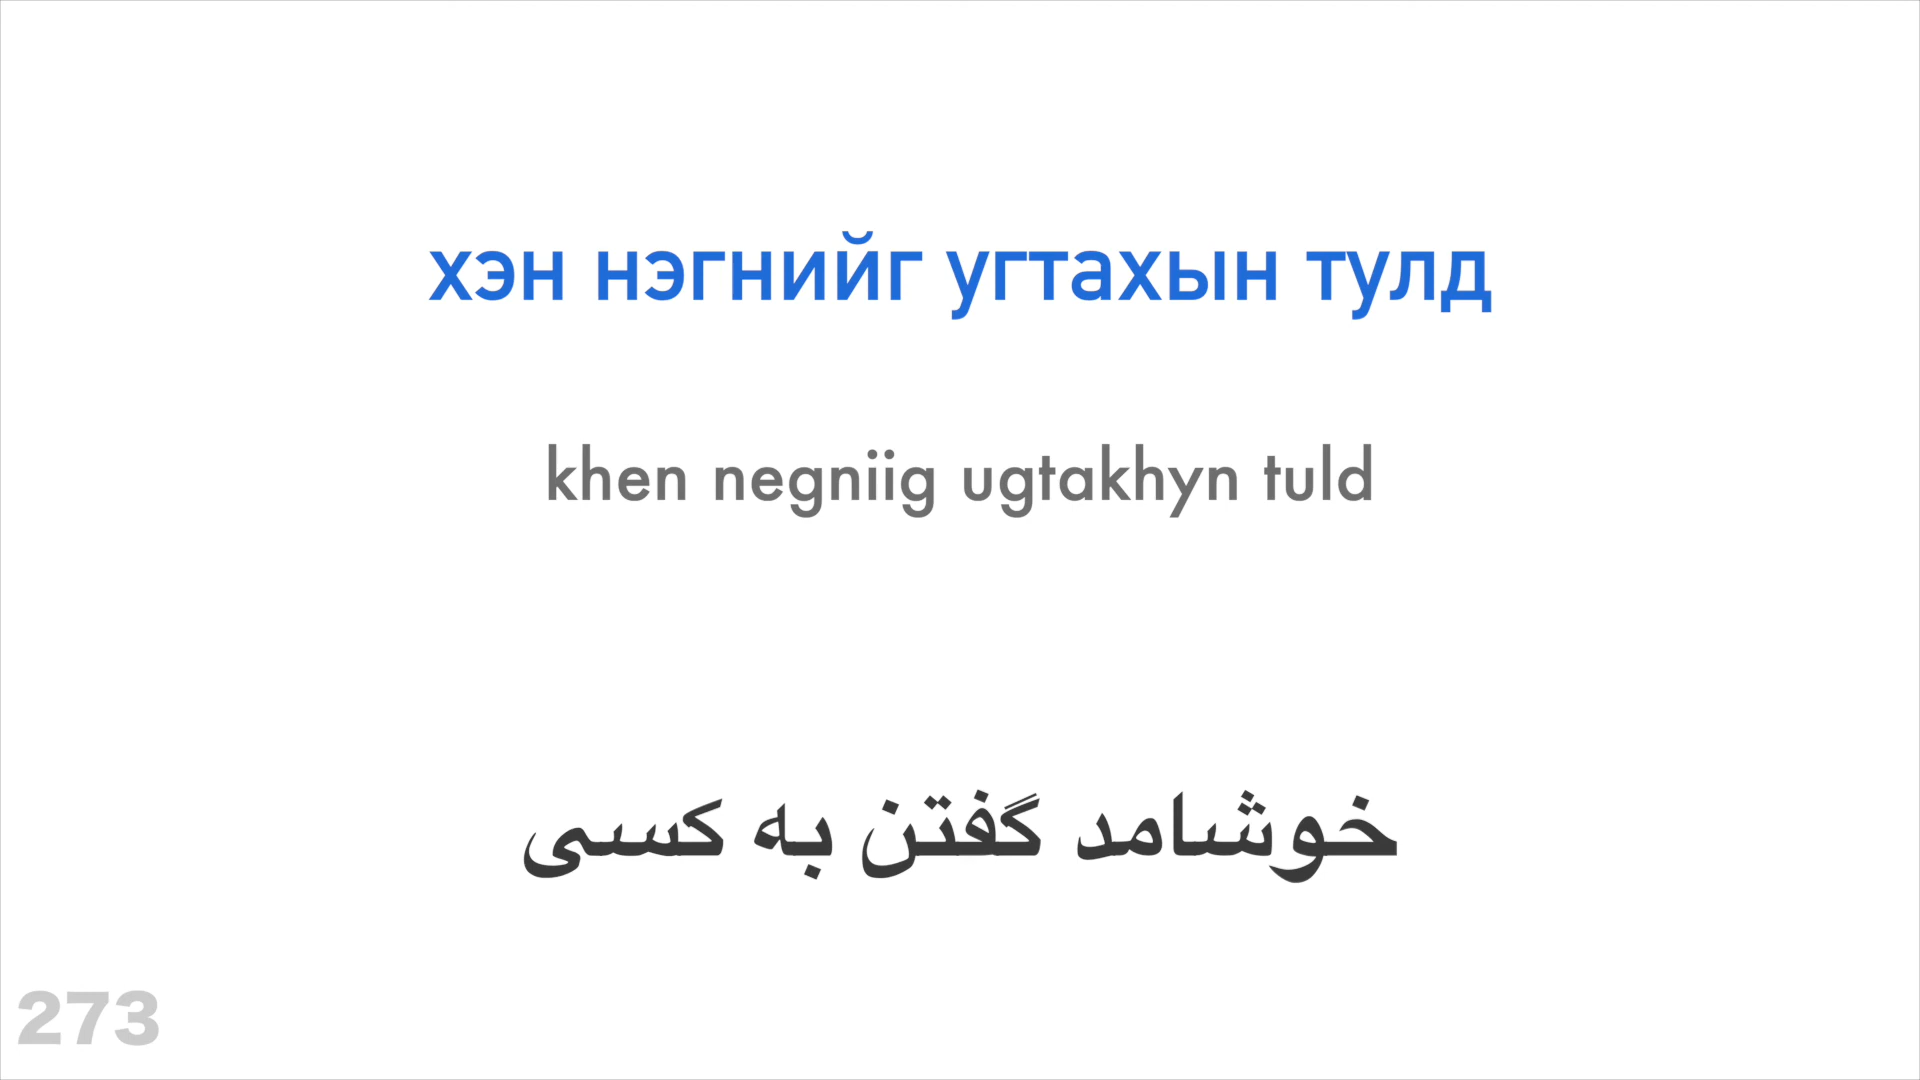 хэн нэгнийг угтахын тулд
khen negniig ugtakhyn tuld
خوشامد گفتن به کسی
273